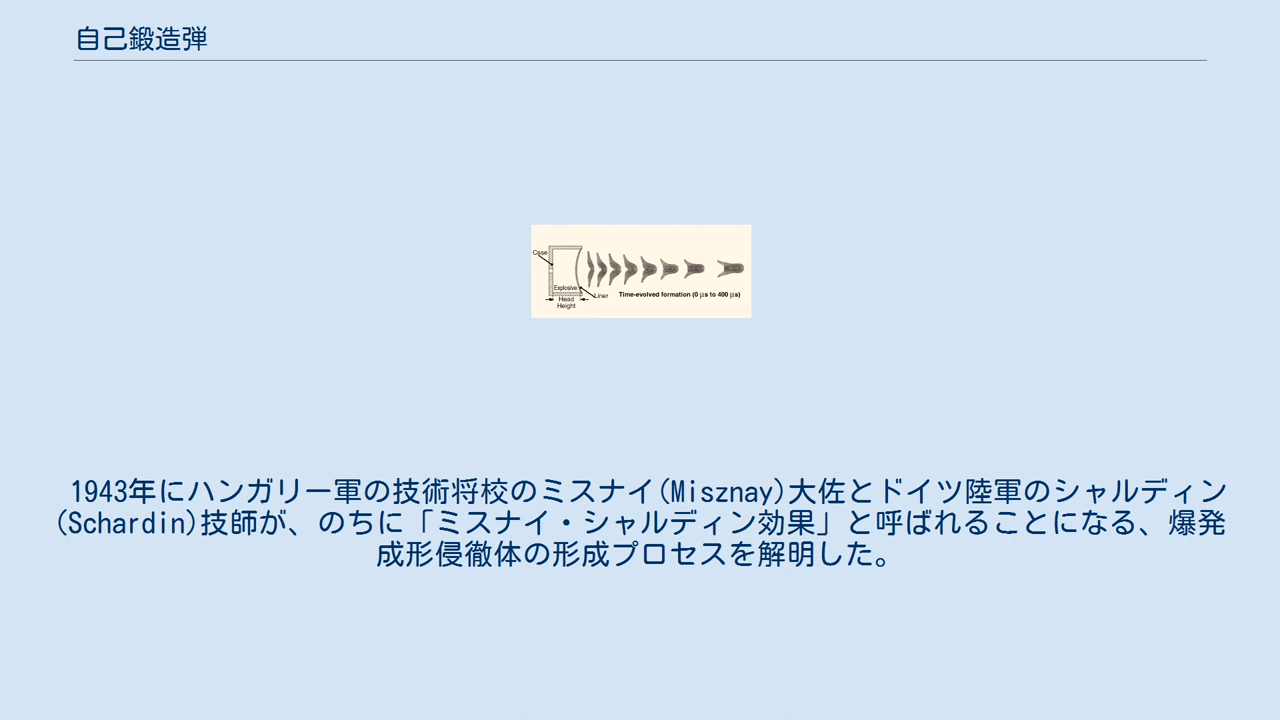 自己鍛造弾
Case
Explosive
Liner
Head
Height
Time-evolved formation (0 μs to 400 μs)
1943年にハンガリー軍の技術将校のミスナイ(Misznay)大佐とドイツ陸軍のシャルディン
(Schardin)技師が、のちに「ミスナイ・シャルディン効果」と呼ばれることになる、爆発
成形侵徹体の形成プロセスを解明した。